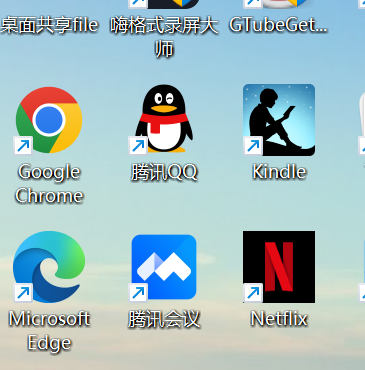 桌面共享file
嗨格式录屏大
师
GTubeGet...
Google
Chrome
腾讯QQ
Kindle
Microsoft
Edge
腾讯会议
Netflix